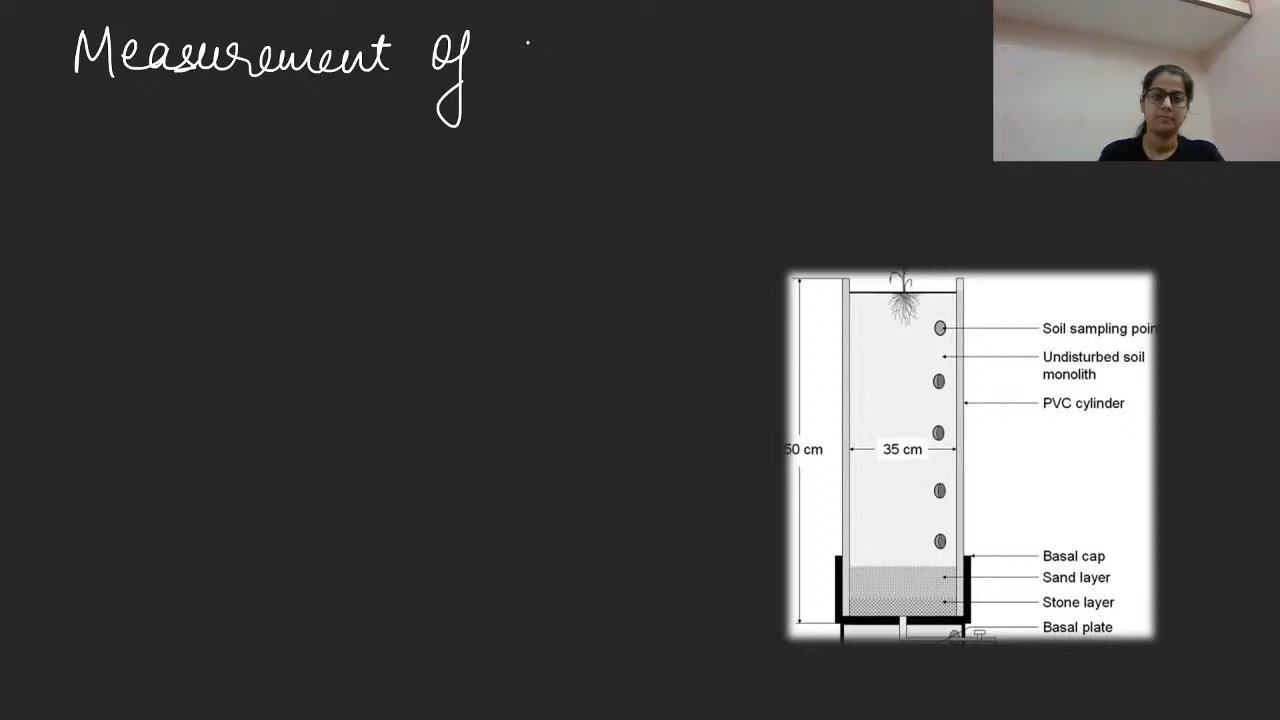 Measurement of
Soil sampling poin
Undisturbed soil
monolith
PVC cylinder
50 cm
35 cm
Basal cap
Sand layer
Stone layer
Basal plate